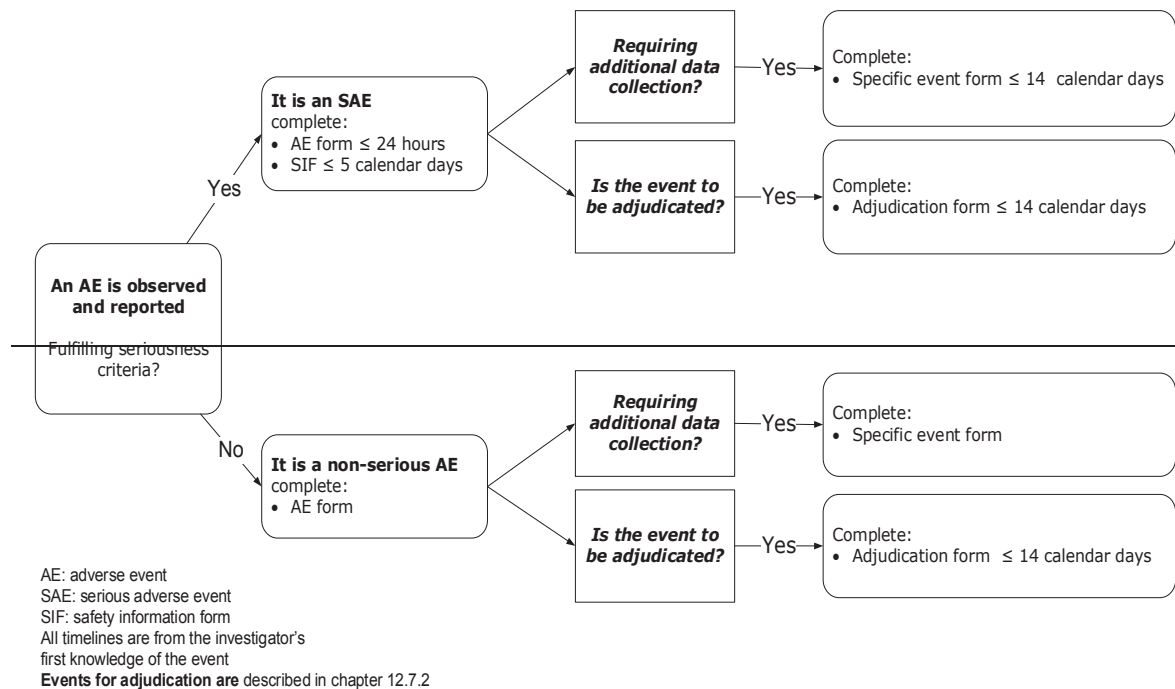 Requiring
additional data
collection?
Yes
Complete:
• Specific event form ≤ 14 calendar days
It is an SAE
complete:
• AE form ≤ 24 hours
• SIF ≤ 5 calendar days
Yes
Is the event to
be adjudicated?
Yes
Complete:
• Adjudication form ≤ 14 calendar days
An AE is observed
and reported
Fulfilling seriousness
criteria?
No
It is a non-serious AE
complete:
• AE form
Requiring
additional data
collection?
Yes
Complete:
• Specific event form
Is the event to
be adjudicated?
Yes
Complete:
• Adjudication form ≤ 14 calendar days
AE: adverse event
SAE: serious adverse event
SIF: safety information form
All timelines are from the investigator's
first knowledge of the event
Events for adjudication are described in chapter 12.7.2